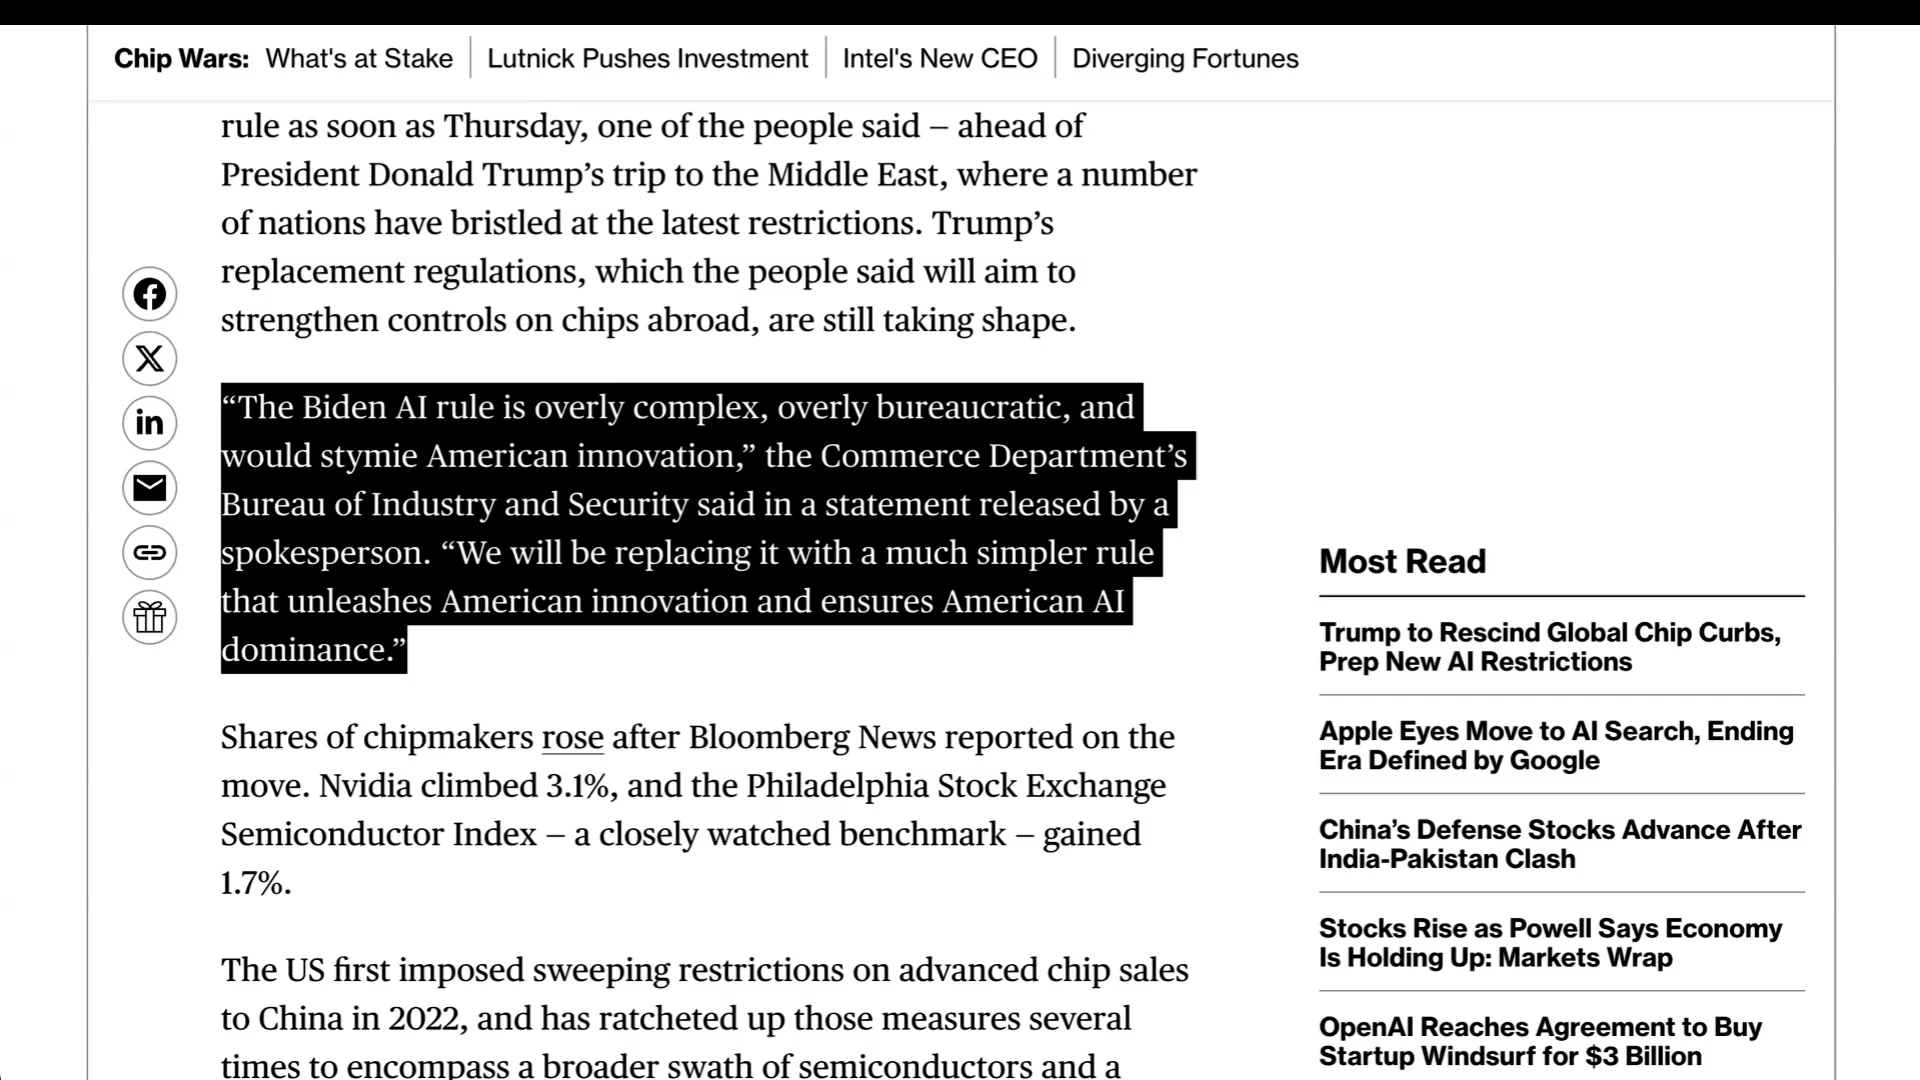 Chip Wars: What's at Stake Lutnick Pushes Investment Intel's New CEO Diverging Fortunes
rule as soon as Thursday, one of the people said — ahead of
President Donald Trump’s trip to the Middle East, where a number
of nations have bristled at the latest restrictions. Trump’s
replacement regulations, which the people said will aim to
strengthen controls on chips abroad, are still taking shape.
“The Biden AI rule is overly complex, overly bureaucratic, and
would stymie American innovation,” the Commerce Department’s
Bureau of Industry and Security said in a statement released by a
spokesperson. “We will be replacing it with a much simpler rule
that unleashes American innovation and ensures American AI
dominance.”
Shares of chipmakers rose after Bloomberg News reported on the
move. Nvidia climbed 3.1%, and the Philadelphia Stock Exchange
Semiconductor Index — a closely watched benchmark — gained
1.7%.
The US first imposed sweeping restrictions on advanced chip sales
to China in 2022, and has ratcheted up those measures several
times to encompass a broader swath of semiconductors and a
Most Read
Trump to Rescind Global Chip Curbs,
Prep New AI Restrictions
Apple Eyes Move to AI Search, Ending
Era Defined by Google
China’s Defense Stocks Advance After
India-Pakistan Clash
Stocks Rise as Powell Says Economy
Is Holding Up: Markets Wrap
OpenAI Reaches Agreement to Buy
Startup Windsurf for $3 Billion